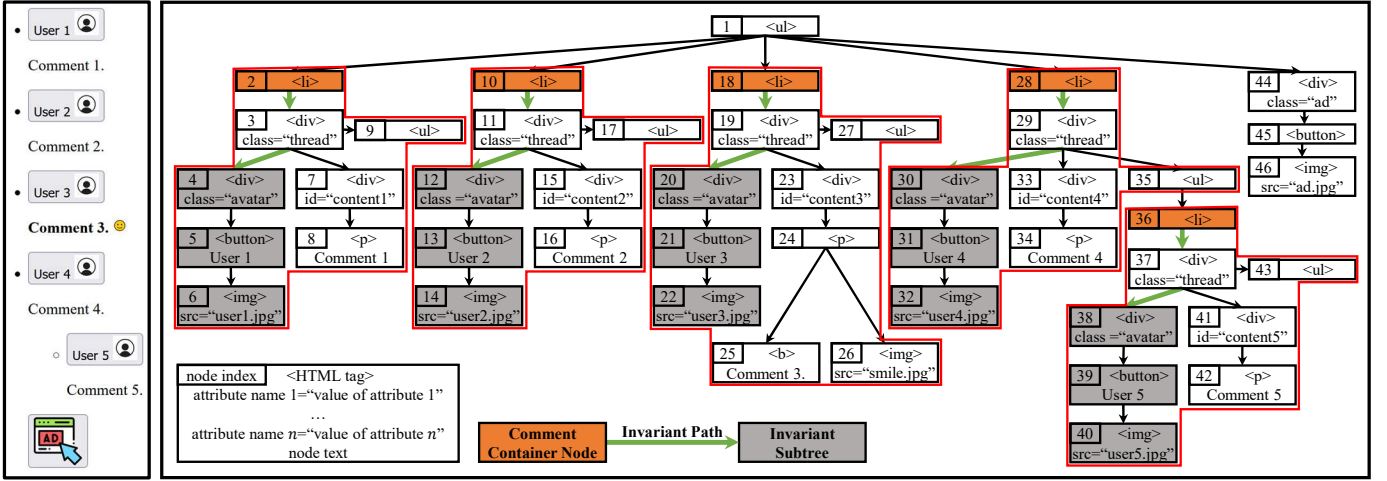 User 1
Comment 1.
User 2
Comment 2.
User 3
Comment 3.
User 4
Comment 4.
User 5
Comment 5.
AD
1 <ul>
2 <li>
10 <li>
18 <li>
28 <li>
44 <div>
class="ad"
3 <div>
class="thread"
9 <ul>
11 <div>
class="thread"
17 <ul>
19 <div>
class="thread"
27 <ul>
29 <div>
class="thread"
45 <button>
46 <img>
src="ad.jpg"
4 <div>
class="avatar"
7 <div>
id="content1"
12 <div>
class ="avatar"
15 <div>
id="content2"
20 <div>
class ="avatar"
23 <div>
id="content3"
30 <div>
class ="avatar"
33 <div>
id="content4"
35 <ul>
5 <button>
User 1
8 <p>
Comment 1
13 <button>
User 2
16 <p>
Comment 2
21 <button>
User 3
24 <p>
31 <button>
User 4
34 <p>
Comment 4
36 <li>
37 <div>
class="thread"
43 <ul>
6 <img>
src="user1.jpg"
14 <img>
src="user2.jpg"
22 <img>
src="user3.jpg"
32 <img>
src="user4.jpg"
38 <div>
class ="avatar"
41 <div>
id="content5"
25 <b>
Comment 3.
26 <img>
src="smile.jpg"
39 <button>
User 5
42 <p>
Comment 5
40 <img>
src="user5.jpg"
node index <HTML tag>
attribute name 1="value of attribute 1"
…
attribute name n="value of attribute n"
node text
Comment
Container Node
Invariant Path
Invariant
Subtree